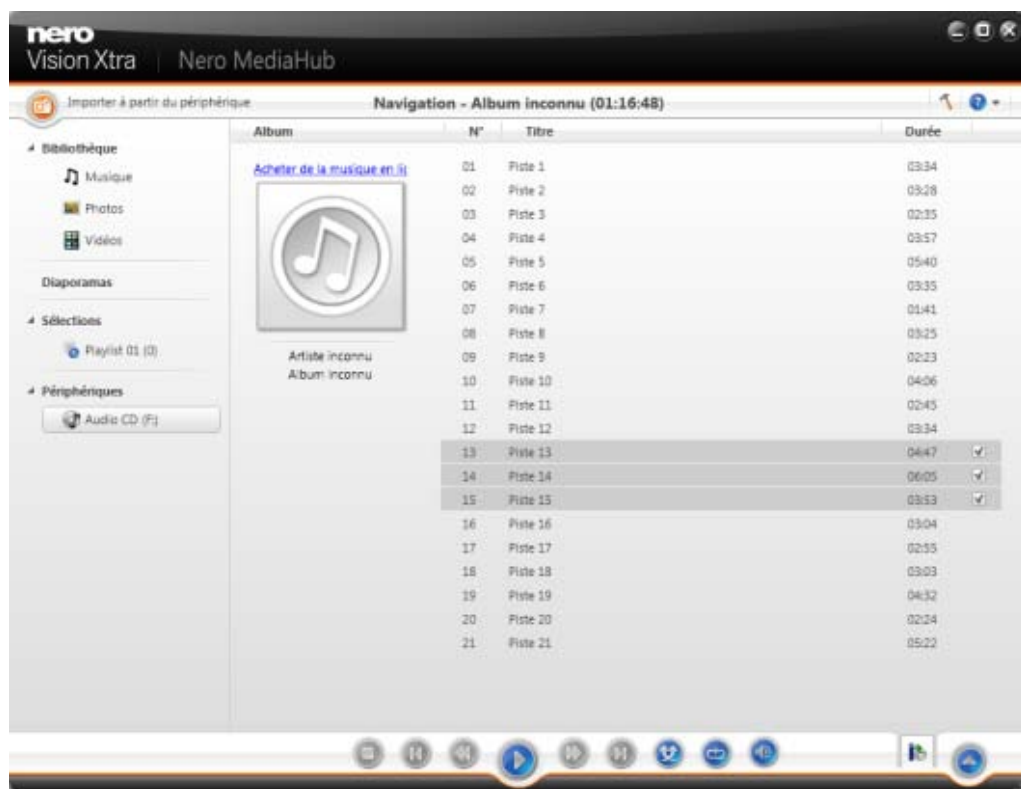 nero
Vision Xtra | Nero MediaHub
Importer à partir du périphérique
Navigation - Album inconnu (01:16:48)
Album N° Titre Durée
Bibliothèque
Musique
Photos
Vidéos
Diaporamas
Sélections
Playlist 01 (0)
Périphériques
Audio CD (F:)
Acheter de la musique en li
Artiste inconnu
Album inconnu
01 Piste 1 03:34
02 Piste 2 03:28
03 Piste 3 02:35
04 Piste 4 03:57
05 Piste 5 05:40
06 Piste 6 03:35
07 Piste 7 01:41
08 Piste 8 03:25
09 Piste 9 02:23
10 Piste 10 04:06
11 Piste 11 02:45
12 Piste 12 03:34
13 Piste 13 04:47
14 Piste 14 06:05
15 Piste 15 03:53
16 Piste 16 03:04
17 Piste 17 02:55
18 Piste 18 03:03
19 Piste 19 04:32
20 Piste 20 02:24
21 Piste 21 05:22